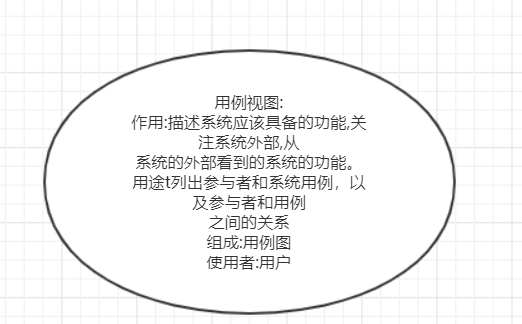 用例视图:
作用:描述系统应该具备的功能,关
注系统外部,从
系统的外部看到的系统的功能。
用途t列出参与者和系统用例，以
及参与者和用例
之间的关系
组成:用例图
使用者:用户